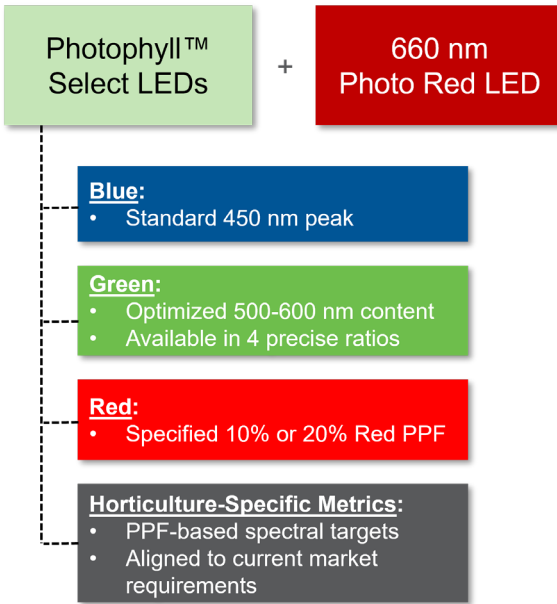 Photophyll™
Select LEDs
+
660 nm
Photo Red LED
Blue:
• Standard 450 nm peak
Green:
• Optimized 500-600 nm content
• Available in 4 precise ratios
Red:
• Specified 10% or 20% Red PPF
Horticulture-Specific Metrics:
• PPF-based spectral targets
• Aligned to current market
requirements